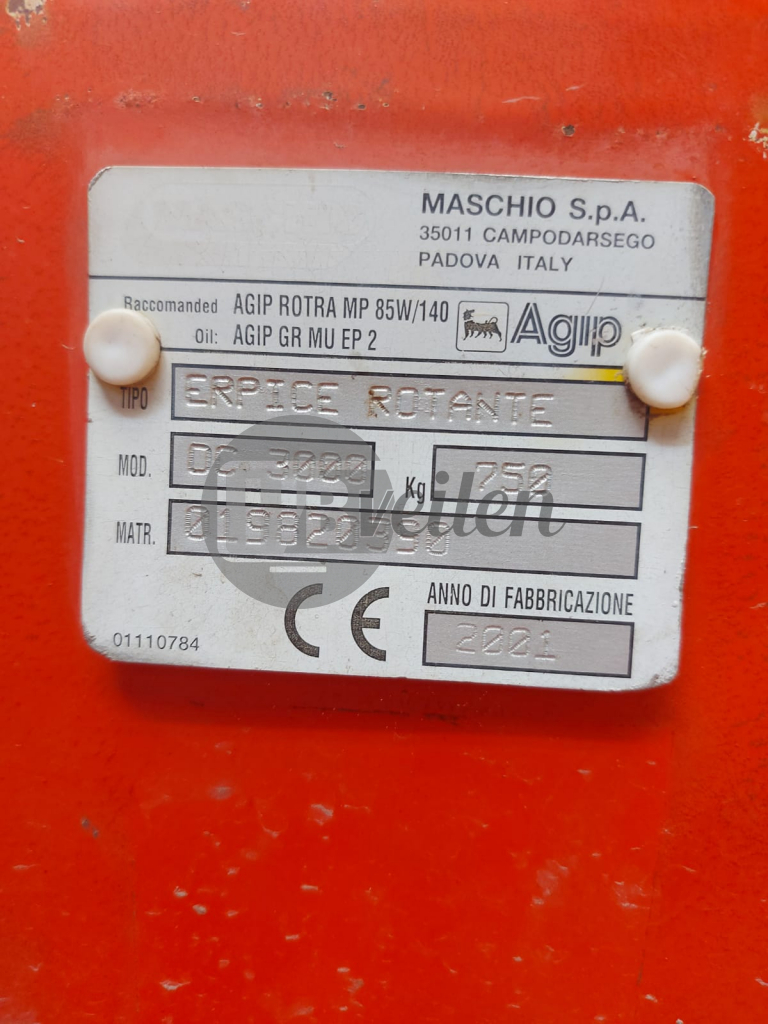 MASCHIO S.p.A.
35011 CAMPODARSEGO
PADOVA ITALY
Raccomanded AGIP ROTRA MP 85W/140
Oil: AGIP GR MU EP 2
Agip
TIPO ERPICE ROTANTE
MOD. DC. 3000 Kg 750
MATR.
Bveilen
CE
ANNO DI FABBRICAZIONE
2001
01110784